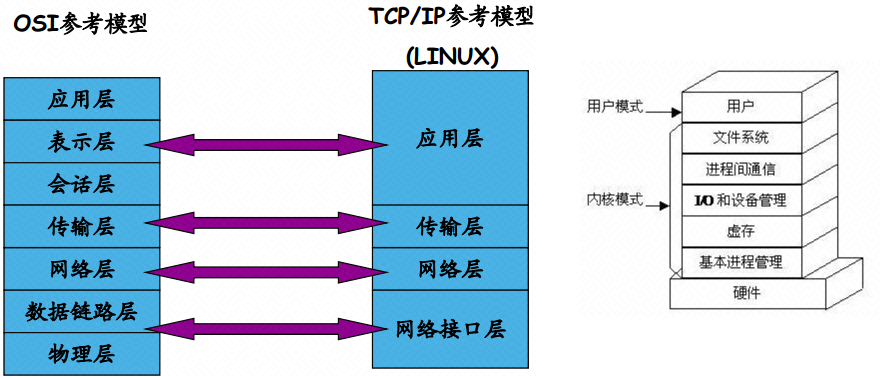 OSI参考模型
应用层
表示层
会话层
传输层
网络层
数据链路层
物理层
TCP/IP参考模型
(LINUX)
应用层
传输层
网络层
网络接口层
用户模式
内核模式
用户
文件系统
进程间通信
I/O 和设备管理
虚存
基本进程管理
硬件